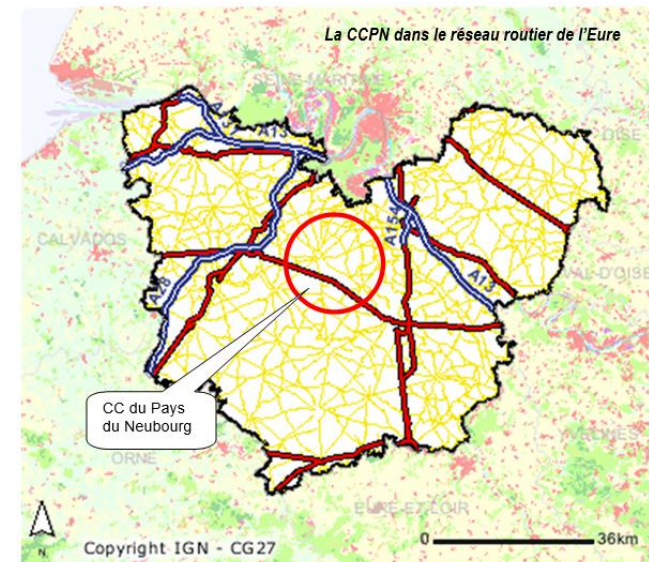 La CCPN dans le réseau routier de l'Eure
SEINE-MARITIME
A13
OISE
CALVADOS
A154
A28
A13
VAL-D'OISE
CC du Pays
du Neubourg
ORNE
YVELINES
EURE-ET-LOIR
N
Copyright IGN - CG27
0 36km